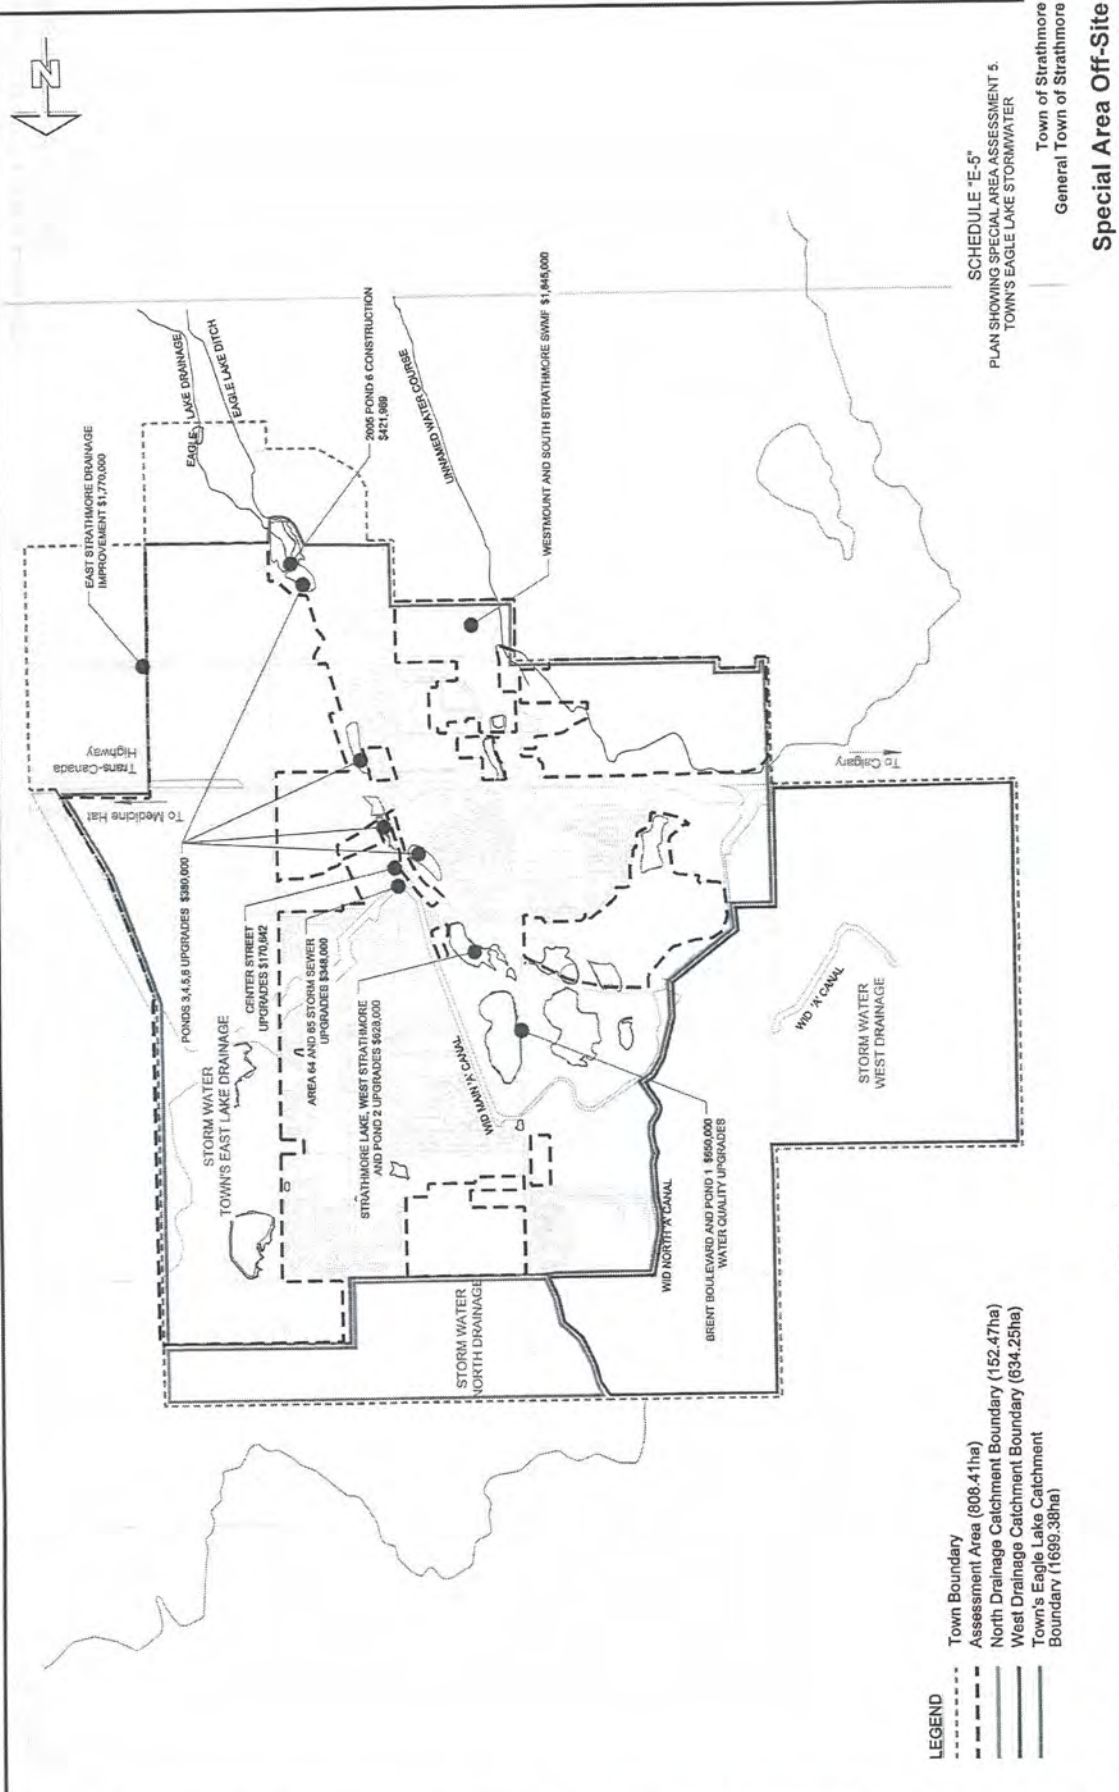 N
EAST STRATHMORE DRAINAGE
IMPROVEMENT $1,770,000
EAGLE LAKE DRAINAGE
EAGLE LAKE DITCH
2005 POND 6 CONSTRUCTION
$421,989
UNNAMED WATER COURSE
WESTMOUNT AND SOUTH STRATHMORE SWMF $1,845,000
Trans-Canada
Highway
To Medicine Hat
To Calgary
PONDS 3,4,5,6 UPGRADES $380,000
CENTER STREET
UPGRADES $170,642
AREA 64 AND 65 STORM SEWER
UPGRADES $348,000
STORM WATER
TOWN'S EAST LAKE DRAINAGE
STRATHMORE LAKE, WEST STRATHMORE
AND POND 2 UPGRADES $628,000
WID MAIN 'A' CANAL
WID 'A' CANAL
STORM WATER
WEST DRAINAGE
BRENT BOULEVARD AND POND 1 $650,000
WATER QUALITY UPGRADES
WID NORTH 'A' CANAL
STORM WATER
NORTH DRAINAGE
LEGEND
Town Boundary
Assessment Area (808.41ha)
North Drainage Catchment Boundary (152.47ha)
West Drainage Catchment Boundary (634.25ha)
Town's Eagle Lake Catchment
Boundary (1699.38ha)
SCHEDULE "E-5"
PLAN SHOWING SPECIAL AREA ASSESSMENT 5.
TOWN'S EAGLE LAKE STORMWATER
Town of Strathmore
General Town of Strathmore
Special Area Off-Site